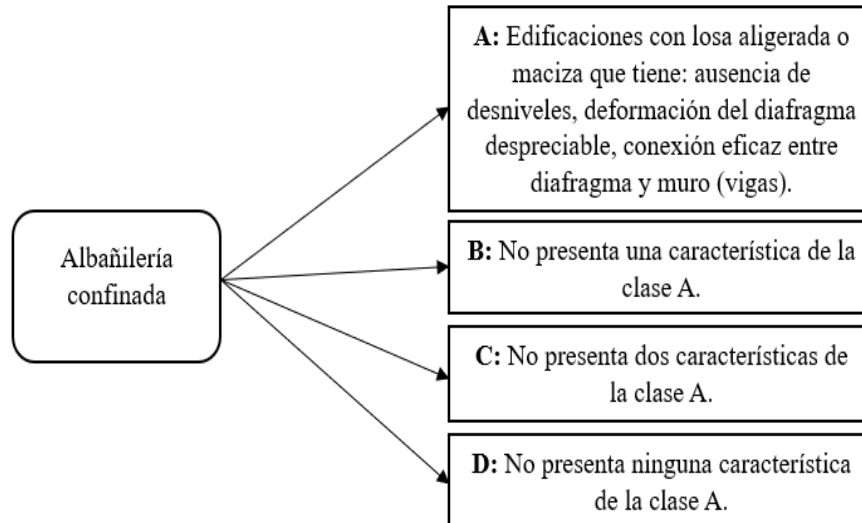 Albañilería
confinada
A: Edificaciones con losa aligerada o
maciza que tiene: ausencia de
desniveles, deformación del diafragma
despreciable, conexión eficaz entre
diafragma y muro (vigas).
B: No presenta una característica de la
clase A.
C: No presenta dos características de
la clase A.
D: No presenta ninguna característica
de la clase A.